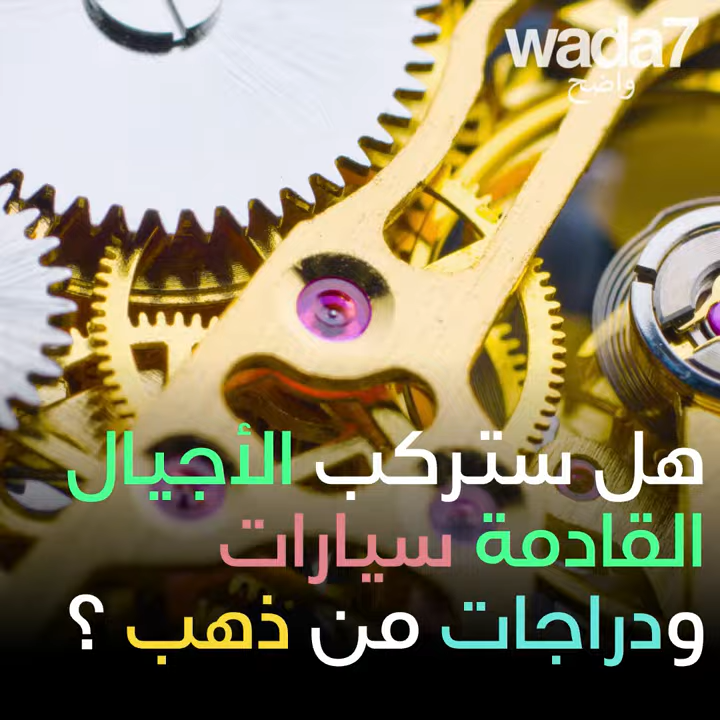 wada7
واضح
هل ستركب الأجيال
القادمة سيارات
ودراجات من ذهب ؟